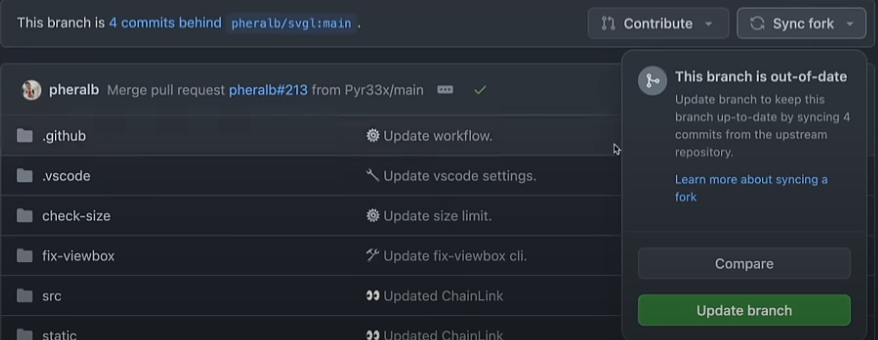 This branch is 4 commits behind pheralb/svgl:main .
Contribute
Sync fork
This branch is out-of-date
Update branch to keep this
branch up-to-date by syncing 4
commits from the upstream
repository.
Learn more about syncing a
fork
Compare
Update branch
pheralb Merge pull request pheralb#213 from Pyr33x/main
.github Update workflow.
.vscode Update vscode settings.
check-size Update size limit.
fix-viewbox Update fix-viewbox cli.
src Updated ChainLink
static Updated ChainLink